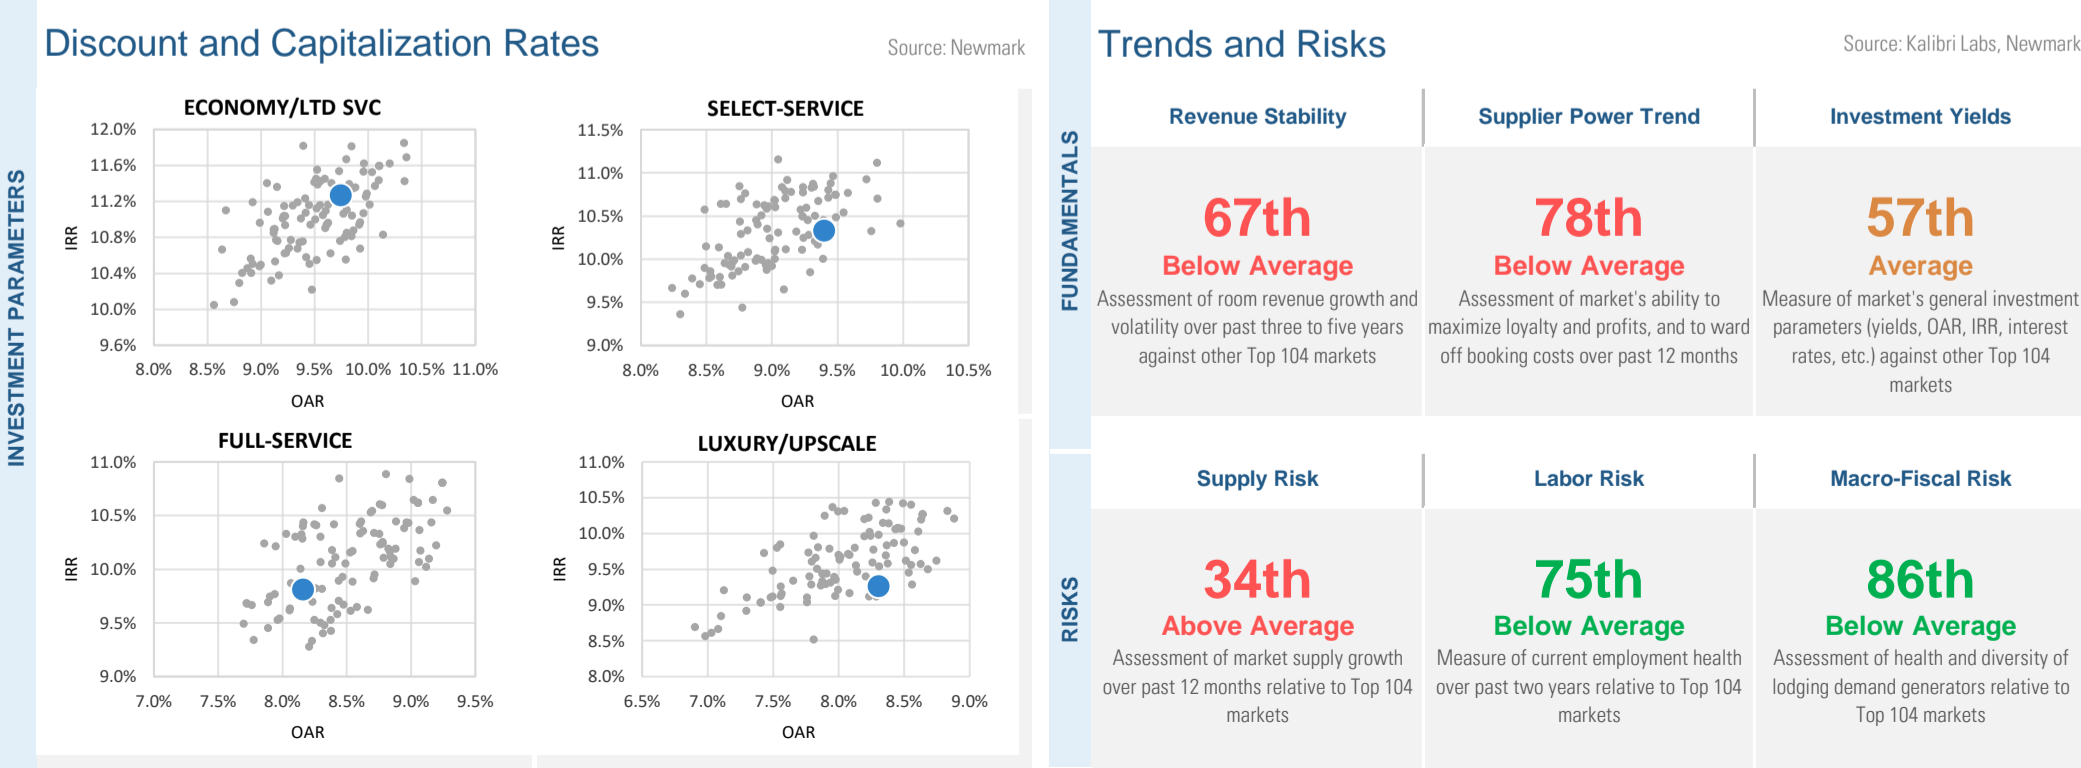 Discount and Capitalization Rates
Source: Newmark
INVESTMENT PARAMETERS
ECONOMY/LTD SVC
12.0%
11.6%
11.2%
10.8%
10.4%
10.0%
9.6%
IRR
8.0% 8.5% 9.0% 9.5% 10.0% 10.5% 11.0%
OAR
SELECT-SERVICE
11.5%
11.0%
10.5%
10.0%
9.5%
9.0%
IRR
8.0% 8.5% 9.0% 9.5% 10.0% 10.5%
OAR
FULL-SERVICE
11.0%
10.5%
10.0%
9.5%
9.0%
IRR
7.0% 7.5% 8.0% 8.5% 9.0% 9.5%
OAR
LUXURY/UPSCALE
11.0%
10.5%
10.0%
9.5%
9.0%
8.5%
8.0%
IRR
6.5% 7.0% 7.5% 8.0% 8.5% 9.0%
OAR
Trends and Risks
Source: Kalibri Labs, Newmark
FUNDAMENTALS
Revenue Stability
67th
Below Average
Assessment of room revenue growth and
volatility over past three to five years
against other Top 104 markets
Supplier Power Trend
78th
Below Average
Assessment of market's ability to
maximize loyalty and profits, and to ward
off booking costs over past 12 months
Investment Yields
57th
Average
Measure of market's general investment
parameters (yields, OAR, IRR, interest
rates, etc.) against other Top 104
markets
RISKS
Supply Risk
34th
Above Average
Assessment of market supply growth
over past 12 months relative to Top 104
markets
Labor Risk
75th
Below Average
Measure of current employment health
over past two years relative to Top 104
markets
Macro-Fiscal Risk
86th
Below Average
Assessment of health and diversity of
lodging demand generators relative to
Top 104 markets